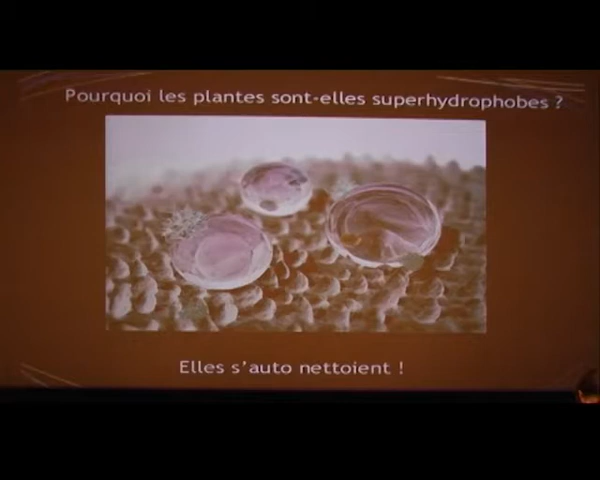 Pourquoi les plantes sont-elles superhydrophobes ?
Elles s'auto nettoient !